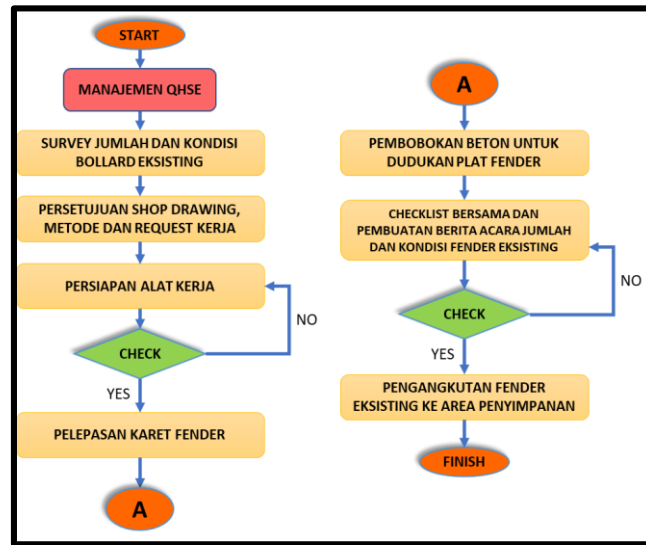 START
MANAJEMEN QHSE
SURVEY JUMLAH DAN KONDISI
BOLLARD EKSISTING
PERSETUJUAN SHOP DRAWING,
METODE DAN REQUEST KERJA
PERSIAPAN ALAT KERJA
NO
CHECK
YES
PELEPASAN KARET FENDER
A
A
PEMBOBOKAN BETON UNTUK
DUDUKAN PLAT FENDER
CHECKLIST BERSAMA DAN
PEMBUATAN BERITA ACARA JUMLAH
DAN KONDISI FENDER EKSISTING
NO
CHECK
YES
PENGANGKUTAN FENDER
EKSISTING KE AREA PENYIMPANAN
FINISH